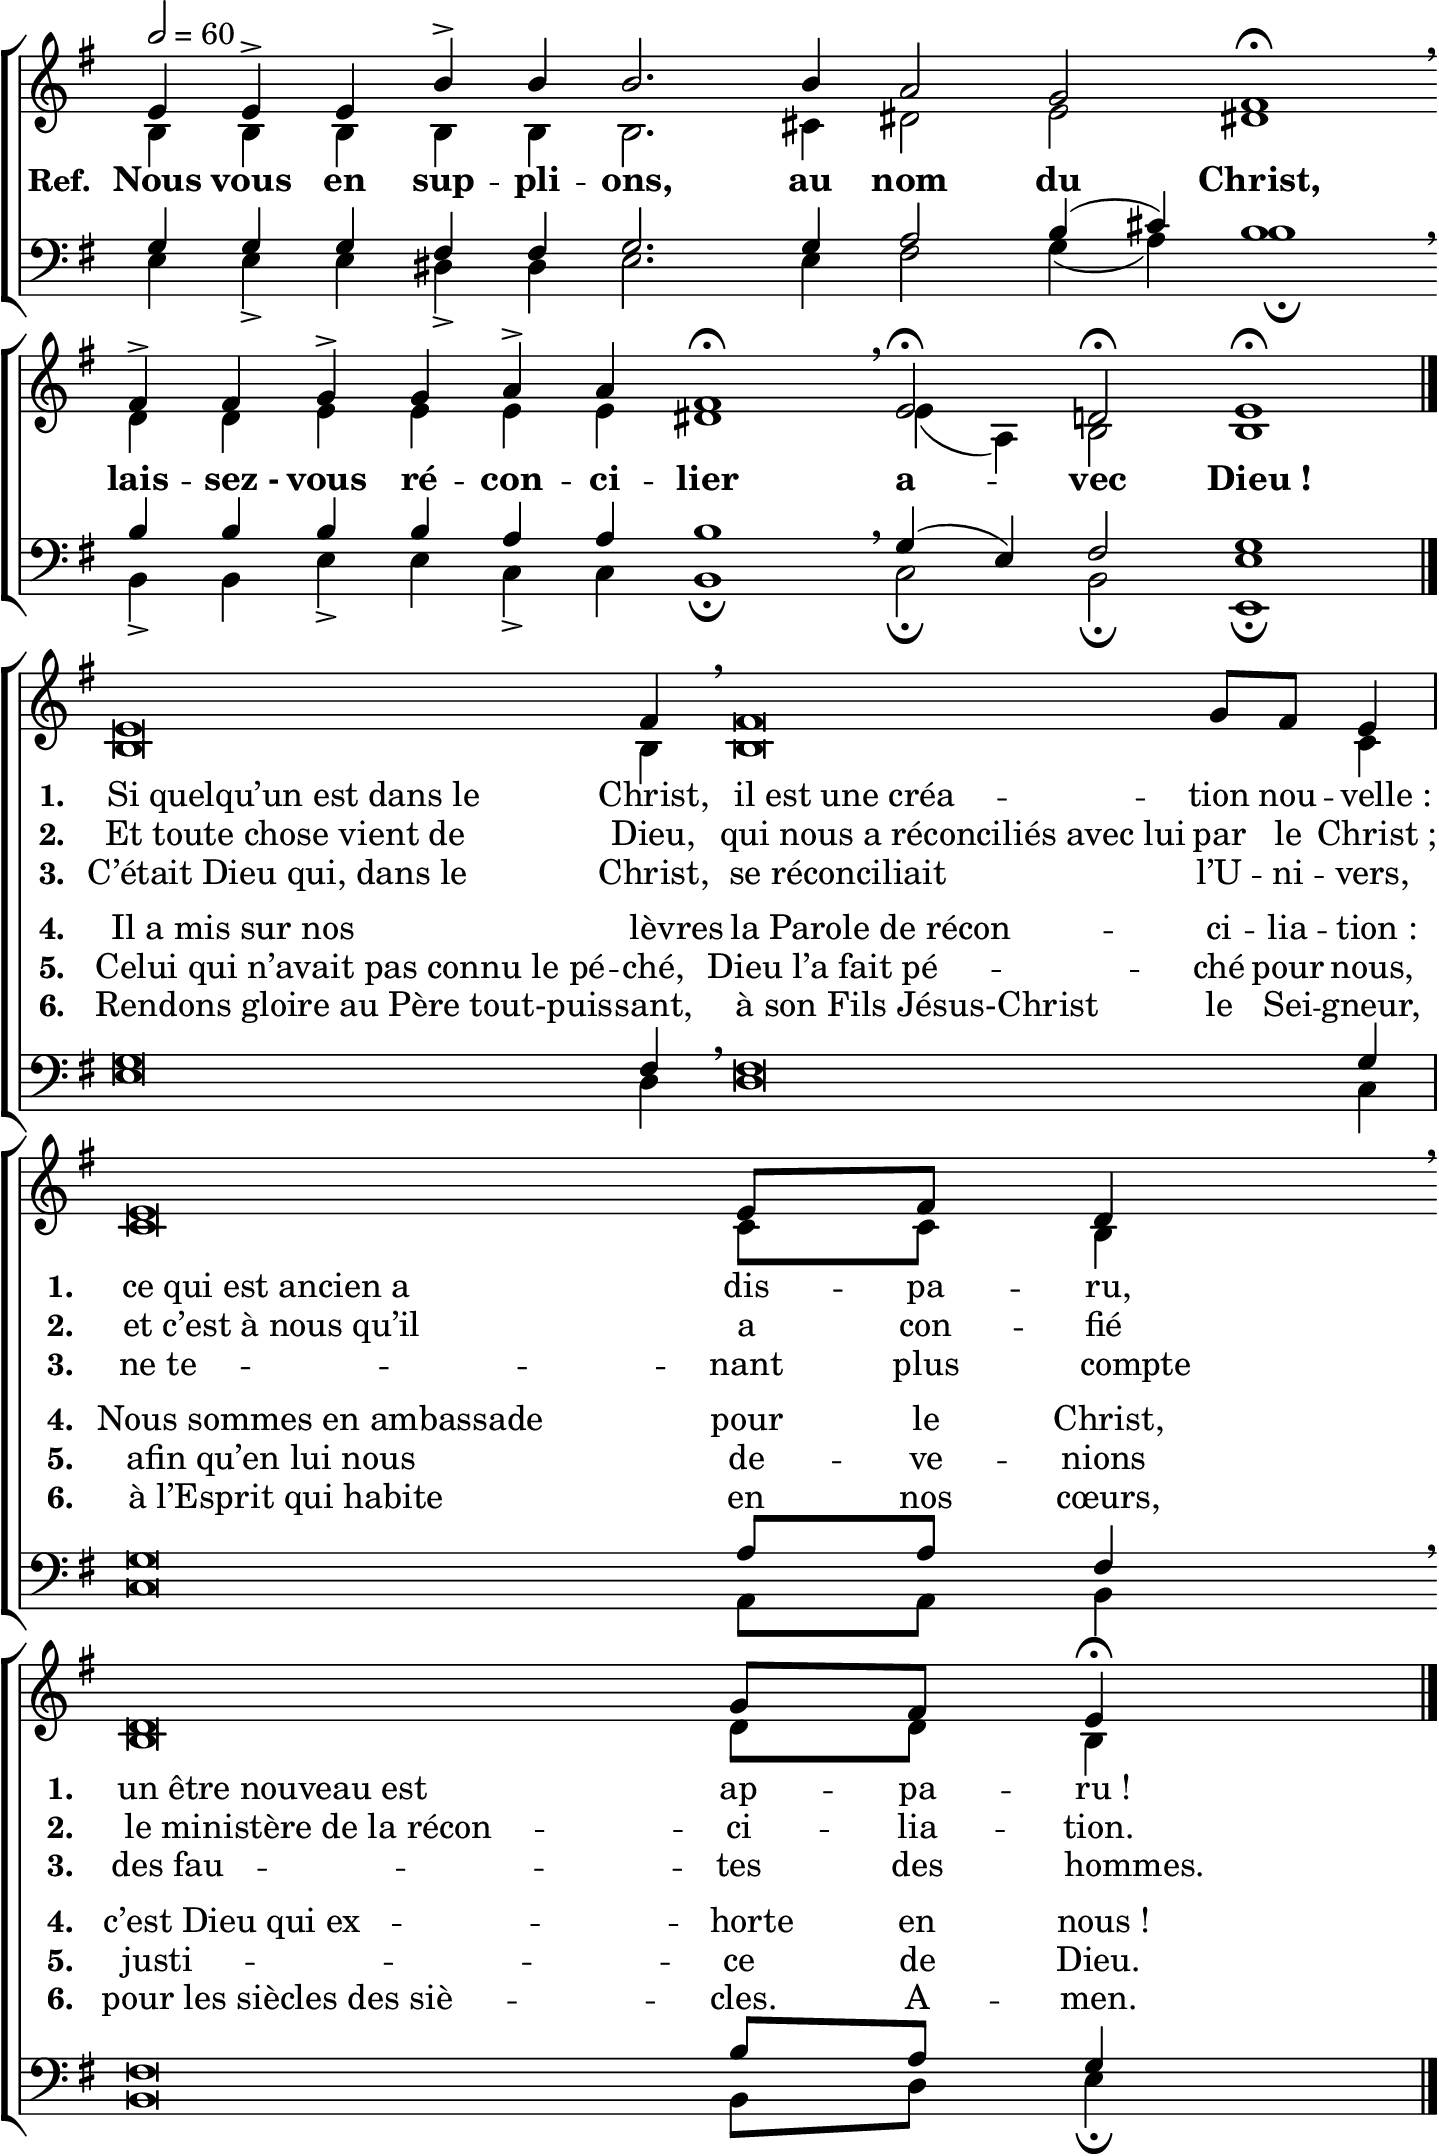 = 60
Ref. Nous vous en sup -- pli -- ons, au nom du Christ,
lais -- sez - vous ré -- con -- ci -- lier a -- vec Dieu !
1. Si quelqu’un est dans le Christ, il est une créa -- tion nou -- velle :
2. Et toute chose vient de Dieu, qui nous a réconciliés avec lui par le Christ ;
3. C’était Dieu qui, dans le Christ, se réconciliait l’U -- ni -- vers,
4. Il a mis sur nos lèvres la Parole de récon -- ci -- lia -- tion :
5. Celui qui n’avait pas connu le pé -- ché, Dieu l’a fait pé -- ché pour nous,
6. Rendons gloire au Père tout-puissant, à son Fils Jésus-Christ le Sei -- gneur,
1. ce qui est ancien a dis -- pa -- ru,
2. et c’est à nous qu’il a con -- fié
3. ne te -- nant plus compte
4. Nous sommes en ambassade pour le Christ,
5. afin qu’en lui nous de -- ve -- nions
6. à l’Esprit qui habite en nos cœurs,
1. un être nouveau est ap -- pa -- ru !
2. le ministère de la récon -- ci -- lia -- tion.
3. des fau -- tes des hommes.
4. c’est Dieu qui ex -- horte en nous !
5. justi -- ce de Dieu.
6. pour les siècles des siè -- cles. A -- men.